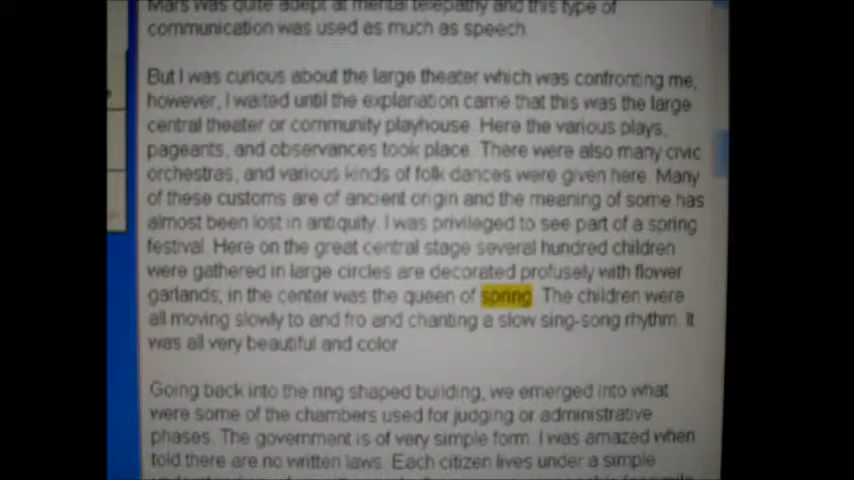 Mars was quite adept at mental telepathy and this type of
communication was used as much as speech.
But I was curious about the large theater which was confronting me,
however, I waited until the explanation came that this was the large
central theater or community playhouse. Here the various plays,
pageants, and observances took place. There were also many civic
orchestras, and various kinds of folk dances were given here. Many
of these customs are of ancient origin and the meaning of some has
almost been lost in antiquity. I was privileged to see part of a spring
festival. Here on the great central stage several hundred children
were gathered in large circles are decorated profusely with flower
garlands; in the center was the queen of spring. The children were
all moving slowly to and fro and chanting a slow sing-song rhythm. It
was all very beautiful and color
Going back into the ring shaped building, we emerged into what
were some of the chambers used for judging or administrative
phases. The government is of very simple form. I was amazed when
told there are no written laws. Each citizen lives under a simple